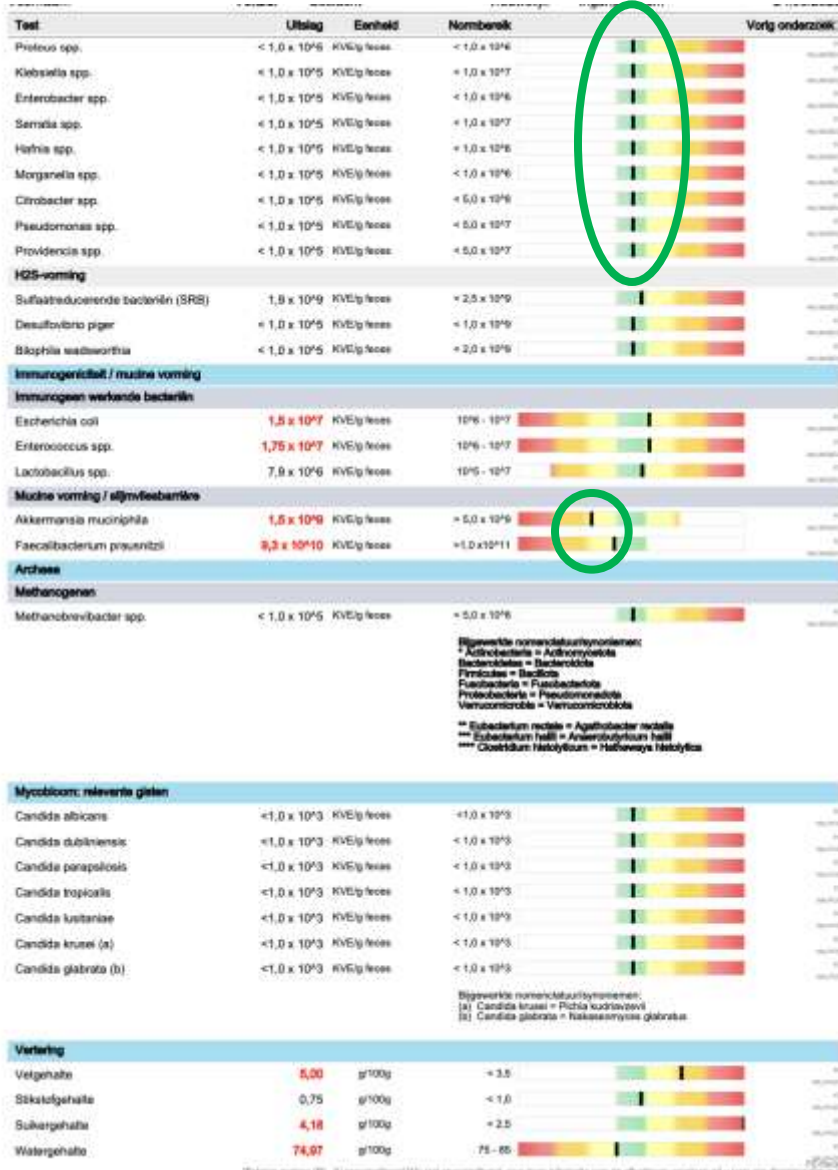 Test Uitslag Eenheid Normbereik Vorig onderzoek
Proteus spp. < 1,0 x 10^6 KVE/g feces < 1,0 x 10^6
Klebsiella spp. < 1,0 x 10^5 KVE/g feces < 1,0 x 10^7
Enterobacter spp. < 1,0 x 10^5 KVE/g feces < 1,0 x 10^6
Serratia spp. < 1,0 x 10^5 KVE/g feces < 1,0 x 10^7
Hafnia spp. < 1,0 x 10^5 KVE/g feces < 1,0 x 10^6
Morganella spp. < 1,0 x 10^5 KVE/g feces < 1,0 x 10^6
Citrobacter spp. < 1,0 x 10^5 KVE/g feces < 5,0 x 10^6
Pseudomonas spp. < 1,0 x 10^5 KVE/g feces < 5,0 x 10^7
Providencia spp. < 1,0 x 10^5 KVE/g feces < 5,0 x 10^7
H2S-vorming
Sulfaatreducerende bacteriën (SRB) 1,9 x 10^9 KVE/g feces < 2,5 x 10^9
Desulfovibrio piger < 1,0 x 10^5 KVE/g feces < 1,0 x 10^9
Bilophila wadsworthia < 1,0 x 10^5 KVE/g feces < 2,0 x 10^9
Immunogeniciteit / mucine vorming
Immunogeen werkende bacteriën
Escherichia coli 1,5 x 10^7 KVE/g feces 10^6 - 10^7
Enterococcus spp. 1,75 x 10^7 KVE/g feces 10^6 - 10^7
Lactobacillus spp. 7,9 x 10^6 KVE/g feces 10^5 - 10^7
Mucine vorming / slijmvliesbarrière
Akkermansia muciniphila 1,5 x 10^9 KVE/g feces > 5,0 x 10^9
Faecalibacterium prausnitzii 9,3 x 10^10 KVE/g feces >1,0 x10^11
Archaea
Methanogenen
Methanobrevibacter spp. < 1,0 x 10^5 KVE/g feces < 5,0 x 10^8
Bijgewerkte nomenclatuur/synoniemen:
* Actinobacteria = Actinomycetota
Bacteroidetes = Bacteroidota
Firmicutes = Bacillota
Fusobacteria = Fusobacteriota
Proteobacteria = Pseudomonadota
Verrucomicrobia = Verrucomicrobiota
** Eubacterium rectale = Agathobacter rectalis
*** Eubacterium hallii = Anaerobutyricum hallii
**** Clostridium histolyticum = Hathewaya histolytica
Mycobioom: relevante gisten
Candida albicans <1,0 x 10^3 KVE/g feces <1,0 x 10^3
Candida dubliniensis <1,0 x 10^3 KVE/g feces < 1,0 x 10^3
Candida parapsilosis <1,0 x 10^3 KVE/g feces < 1,0 x 10^3
Candida tropicalis <1,0 x 10^3 KVE/g feces < 1,0 x 10^3
Candida lusitaniae <1,0 x 10^3 KVE/g feces < 1,0 x 10^3
Candida krusei (a) <1,0 x 10^3 KVE/g feces < 1,0 x 10^3
Candida glabrata (b) <1,0 x 10^3 KVE/g feces < 1,0 x 10^3
Bijgewerkte nomenclatuur/synoniemen:
(a) Candida krusei = Pichia kudriavzevii
(b) Candida glabrata = Nakaseomyces glabratus
Vertering
Vetgehalte 5,00 g/100g < 3,5
Stikstofgehalte 0,75 g/100g < 1,0
Suikergehalte 4,18 g/100g < 2,5
Watergehalte 74,97 g/100g 75 - 85